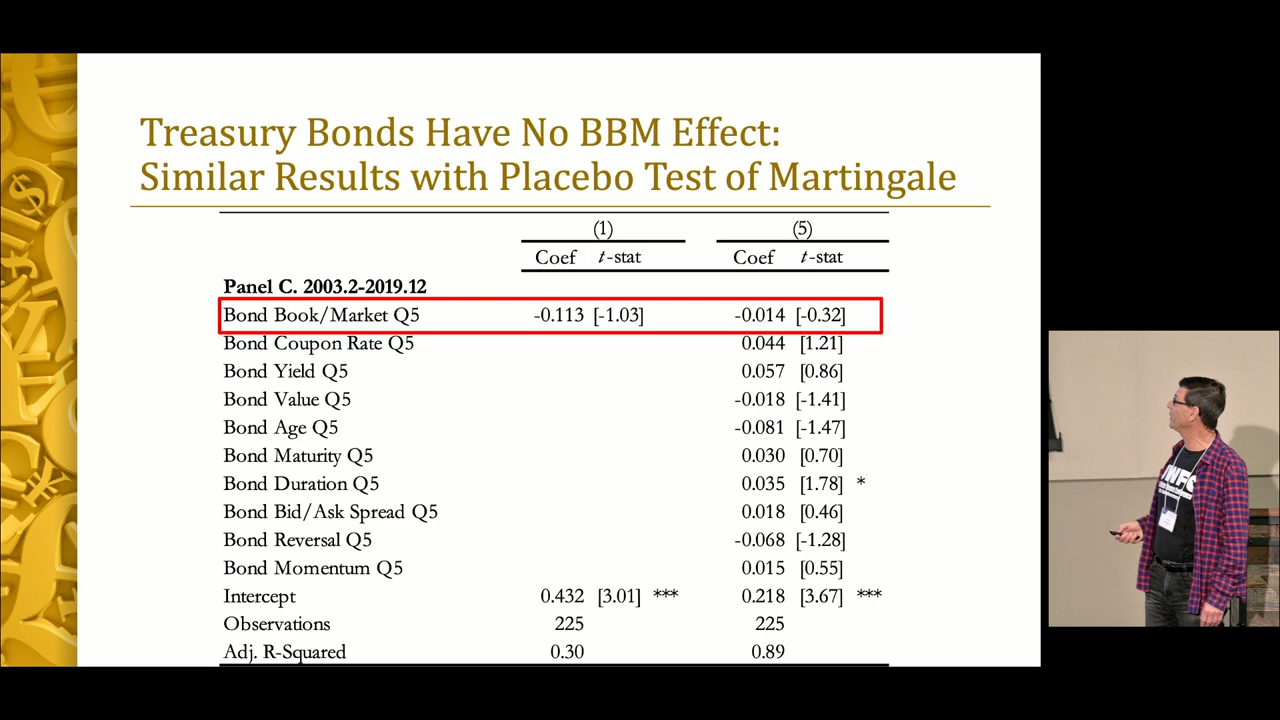 Treasury Bonds Have No BBM Effect:
Similar Results with Placebo Test of Martingale
(1) (5)
Coef t-stat Coef t-stat
Panel C. 2003.2-2019.12
Bond Book/Market Q5 -0.113 [-1.03] -0.014 [-0.32]
Bond Coupon Rate Q5 0.044 [1.21]
Bond Yield Q5 0.057 [0.86]
Bond Value Q5 -0.018 [-1.41]
Bond Age Q5 -0.081 [-1.47]
Bond Maturity Q5 0.030 [0.70]
Bond Duration Q5 0.035 [1.78] *
Bond Bid/Ask Spread Q5 0.018 [0.46]
Bond Reversal Q5 -0.068 [-1.28]
Bond Momentum Q5 0.015 [0.55]
Intercept 0.432 [3.01] *** 0.218 [3.67] ***
Observations 225 225
Adj. R-Squared 0.30 0.89